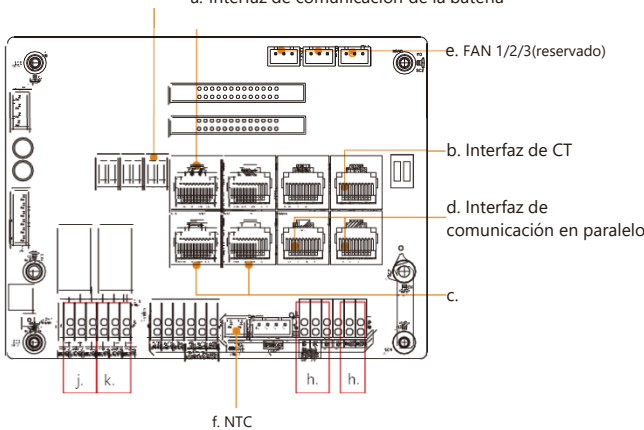 a. Interfaz de comunicación de la batería
e. FAN 1/2/3(reservado)
b. Interfaz de CT
d. Interfaz de
comunicación en paralelo
c.
j. k. h. h.
f. NTC